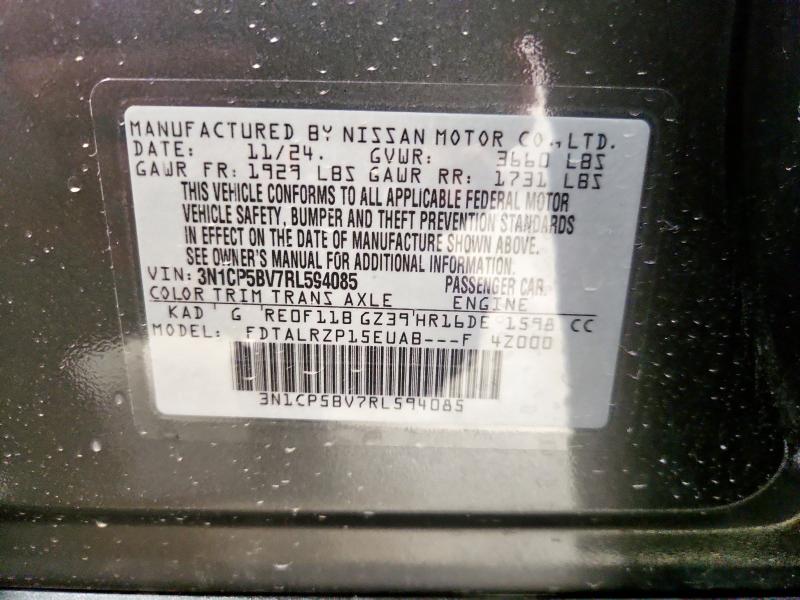 MANUFACTURED BY NISSAN MOTOR CO., LTD.
DATE: 11/24. GVWR: 3660 LBS
GAWR FR: 1929 LBS GAWR RR: 1731 LBS
THIS VEHICLE CONFORMS TO ALL APPLICABLE FEDERAL MOTOR
VEHICLE SAFETY, BUMPER AND THEFT PREVENTION STANDARDS
IN EFFECT ON THE DATE OF MANUFACTURE SHOWN ABOVE.
SEE OWNER'S MANUAL FOR ADDITIONAL INFORMATION.
VIN: 3N1CP5BV7RL594085 PASSENGER CAR.
COLOR TRIM TRANS AXLE ENGINE
KAD G RE0F11B GZ39 HR16DE 1598 CC
MODEL: FDTALRZP15EUAB---F 4Z000
3N1CP5BV7RL594085